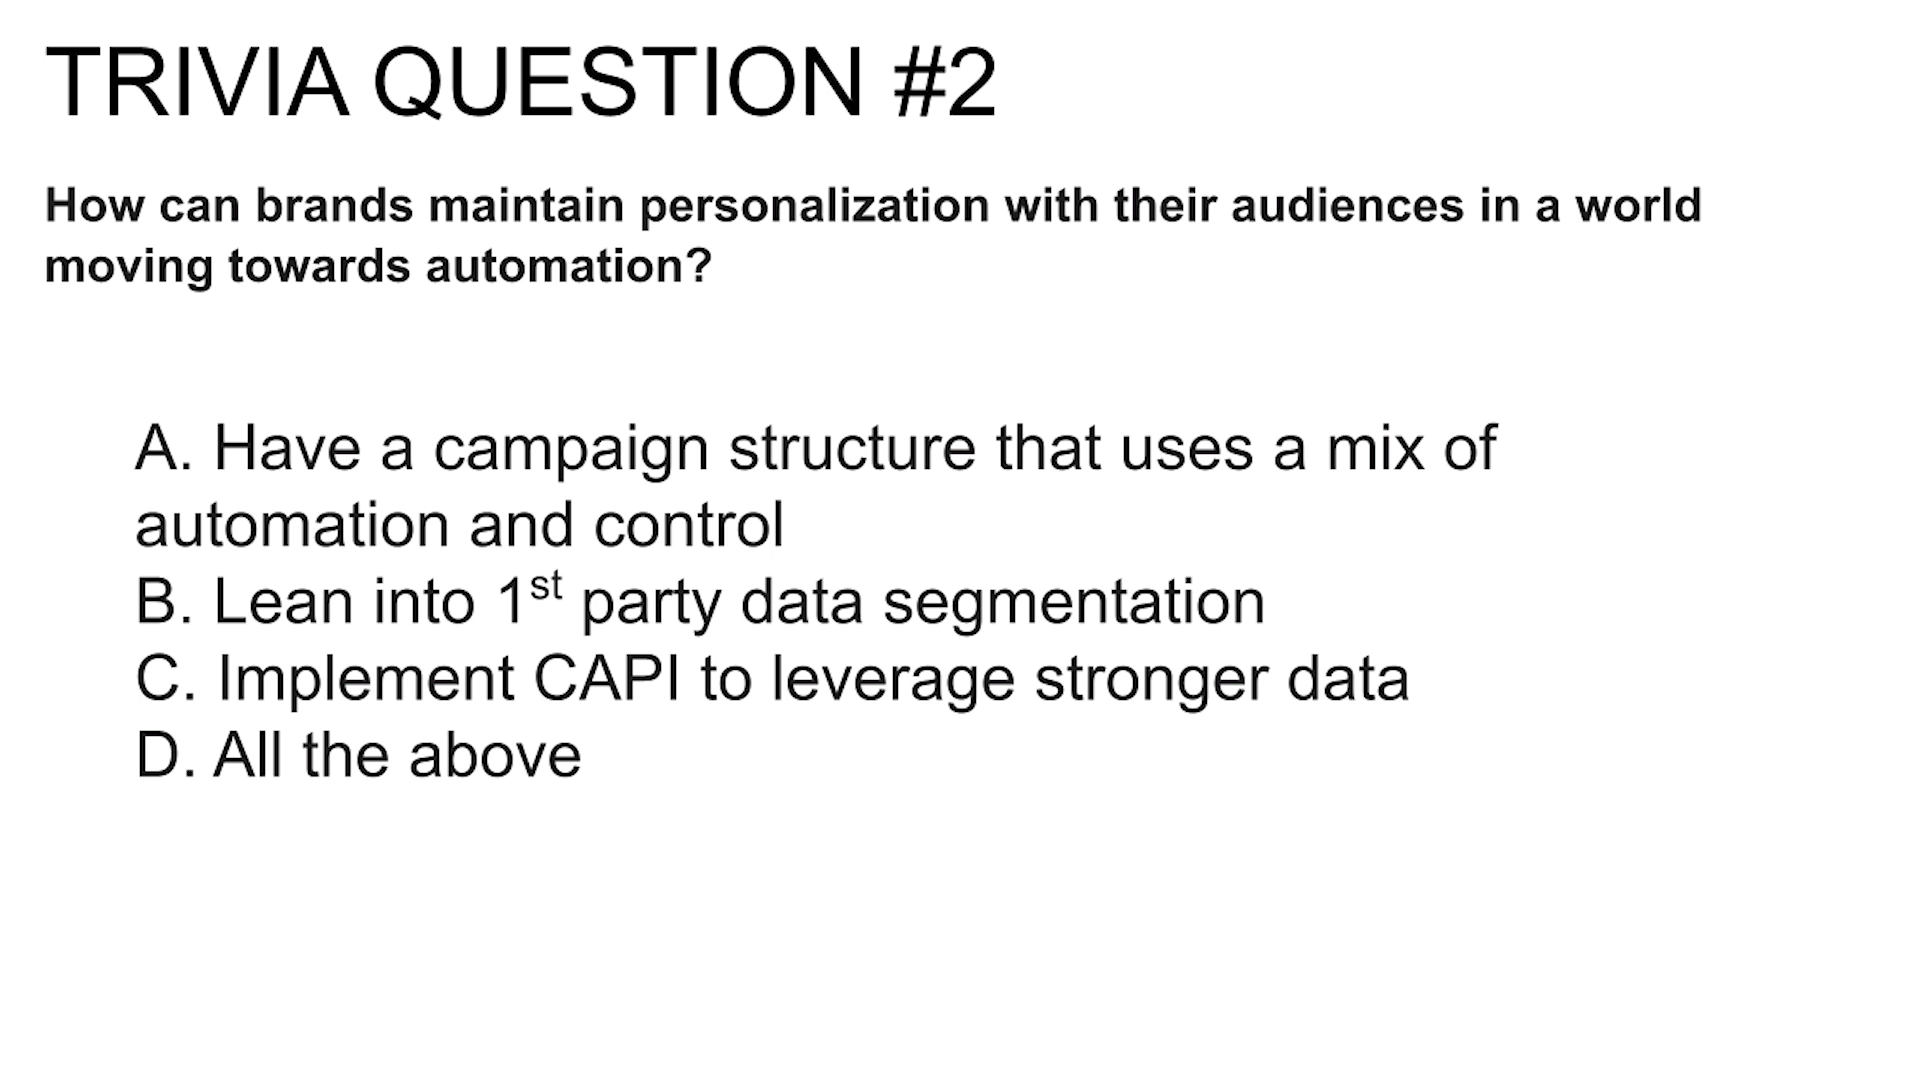 TRIVIA QUESTION #2
How can brands maintain personalization with their audiences in a world
moving towards automation?
A. Have a campaign structure that uses a mix of
automation and control
B. Lean into 1st party data segmentation
C. Implement CAPI to leverage stronger data
D. All the above